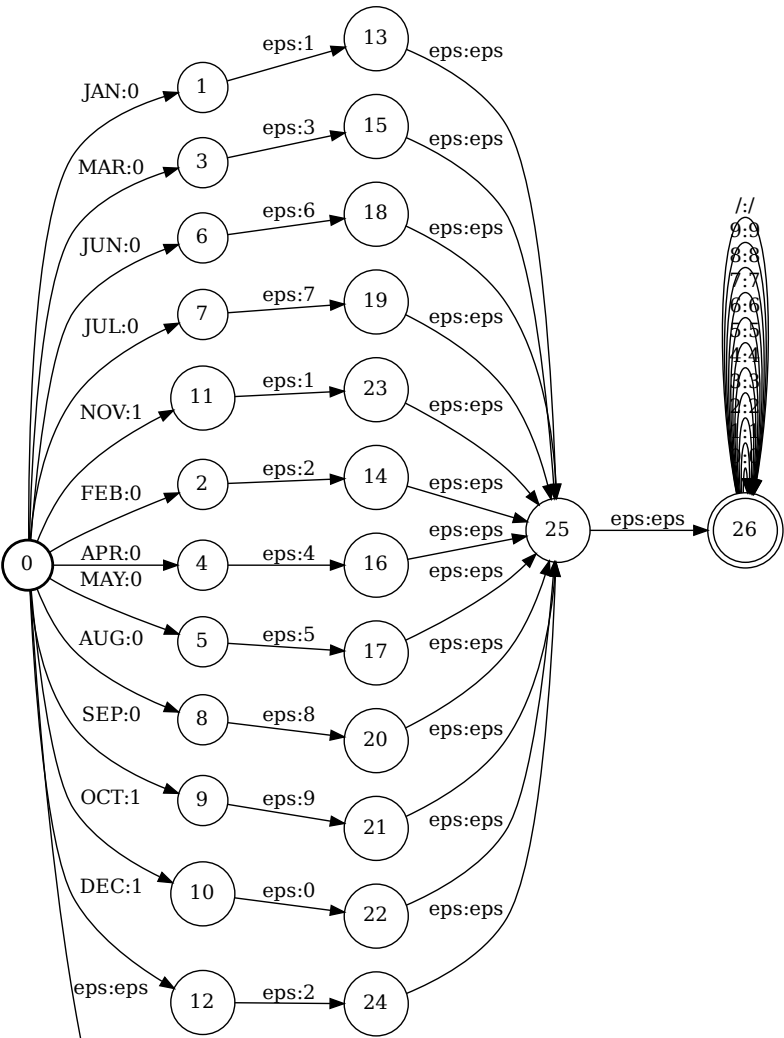 JAN:0
1
eps:1
13
eps:eps
MAR:0
3
eps:3
15
eps:eps
JUN:0
6
eps:6
18
eps:eps
JUL:0
7
eps:7
19
eps:eps
NOV:1
11
eps:1
23
eps:eps
FEB:0
2
eps:2
14
eps:eps
0
APR:0
4
eps:4
16
eps:eps
MAY:0
5
eps:5
17
eps:eps
AUG:0
8
eps:8
20
eps:eps
SEP:0
9
eps:9
21
eps:eps
OCT:1
10
eps:0
22
eps:eps
DEC:1
12
eps:2
24
eps:eps
eps:eps
25
eps:eps
26
/:/
9:9
8:8
7:7
6:6
5:5
4:4
3:3
2:2